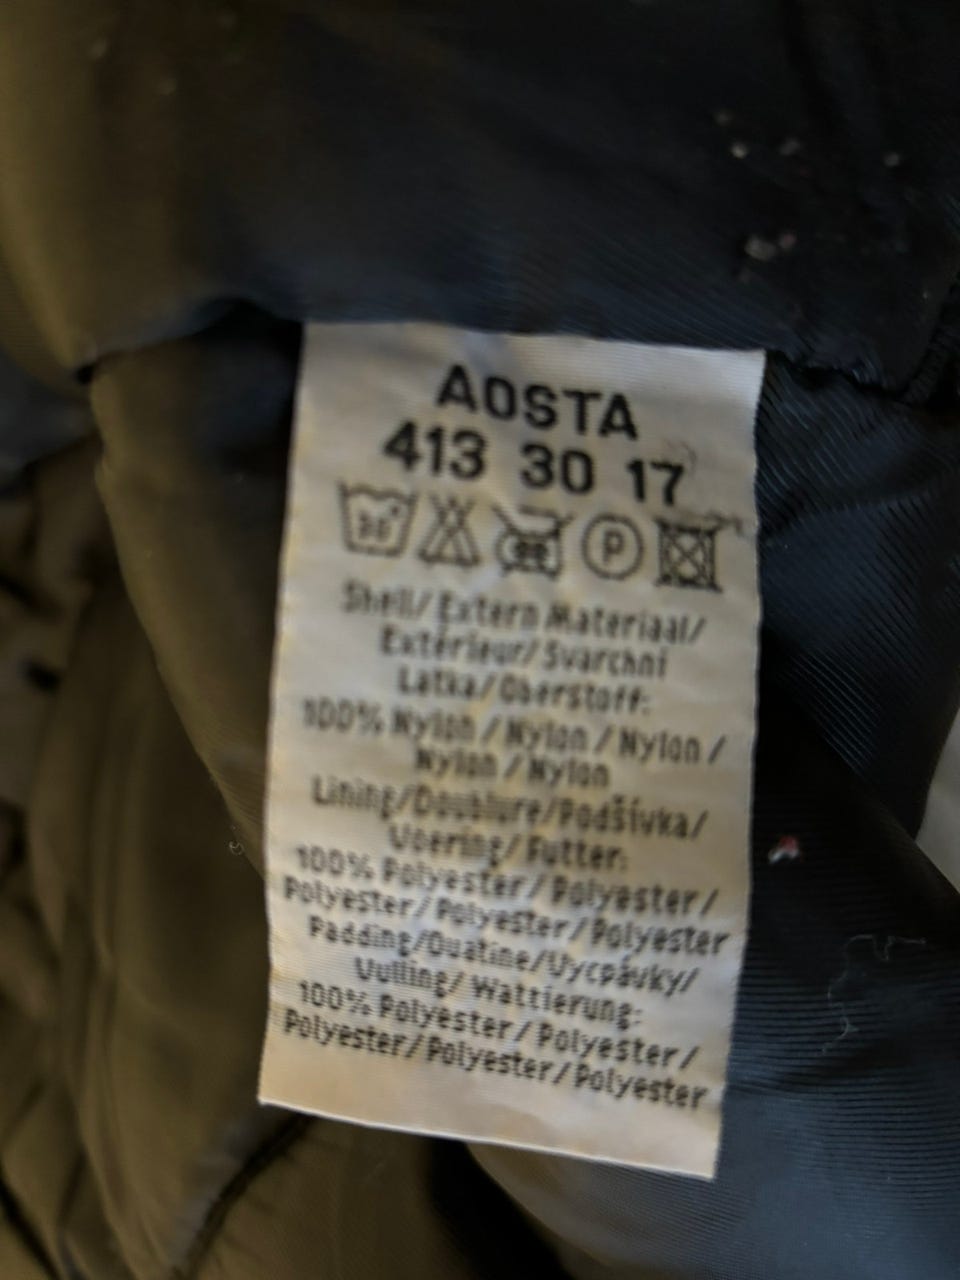 AOSTA
413 30 17
30°
P
Shell/Extern Materiaal/
Extérieur/Svarchní
Latka/Oberstoff:
100% Nylon/Nylon/Nylon/
Nylon/Nylon
Lining/Doublure/Podšívka/
Voering/Futter:
100% Polyester/Polyester/
Polyester/Polyester/Polyester
Padding/Ouatine/Vycpávky/
Vulling/Wattierung:
100% Polyester/Polyester/
Polyester/Polyester/Polyester